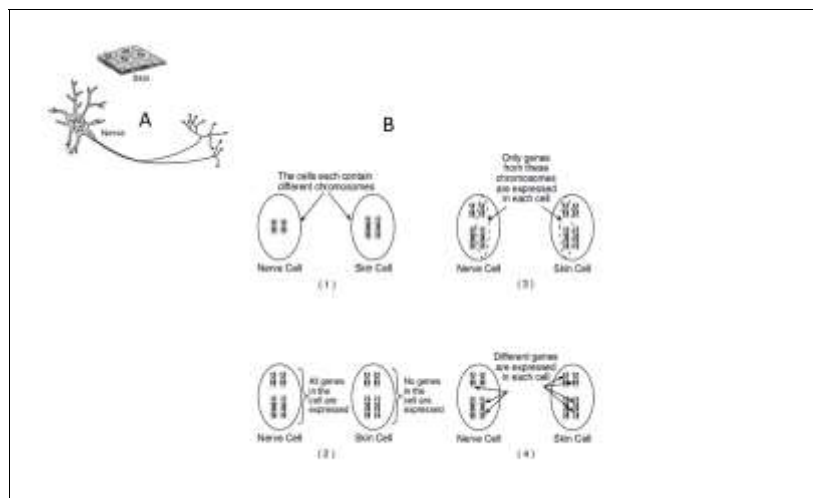 Skin
A
Nerve
B
The cells each contain
different chromosomes
Nerve Cell
Skin Cell
( 1 )
Only genes
from these
chromosomes
are expressed
in each cell
Nerve Cell
Skin Cell
( 3 )
All genes
in the
cell are
expressed
No genes
in the
cell are
expressed
Nerve Cell
Skin Cell
( 2 )
Different genes
are expressed
in each cell
Nerve Cell
Skin Cell
( 4 )